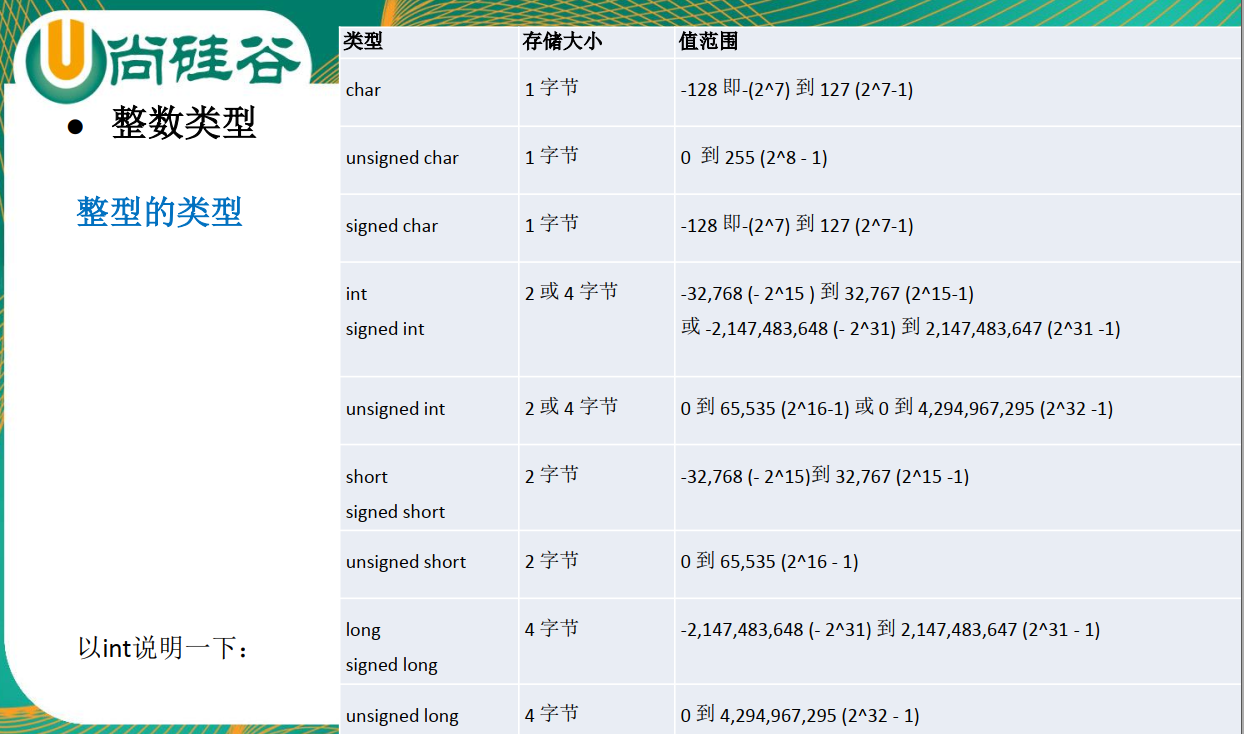 尚硅谷
● 整数类型
整型的类型
以int说明一下：
类型 存储大小 值范围
char 1 字节 -128 即-(2^7) 到 127 (2^7-1)
unsigned char 1 字节 0 到 255 (2^8 - 1)
signed char 1 字节 -128 即-(2^7) 到 127 (2^7-1)
int 2 或 4 字节 -32,768 (- 2^15 ) 到 32,767 (2^15-1)
signed int 或 -2,147,483,648 (- 2^31) 到 2,147,483,647 (2^31 -1)
unsigned int 2 或 4 字节 0 到 65,535 (2^16-1) 或 0 到 4,294,967,295 (2^32 -1)
short 2 字节 -32,768 (- 2^15)到 32,767 (2^15 -1)
signed short
unsigned short 2 字节 0 到 65,535 (2^16 - 1)
long 4 字节 -2,147,483,648 (- 2^31) 到 2,147,483,647 (2^31 - 1)
signed long
unsigned long 4 字节 0 到 4,294,967,295 (2^32 - 1)